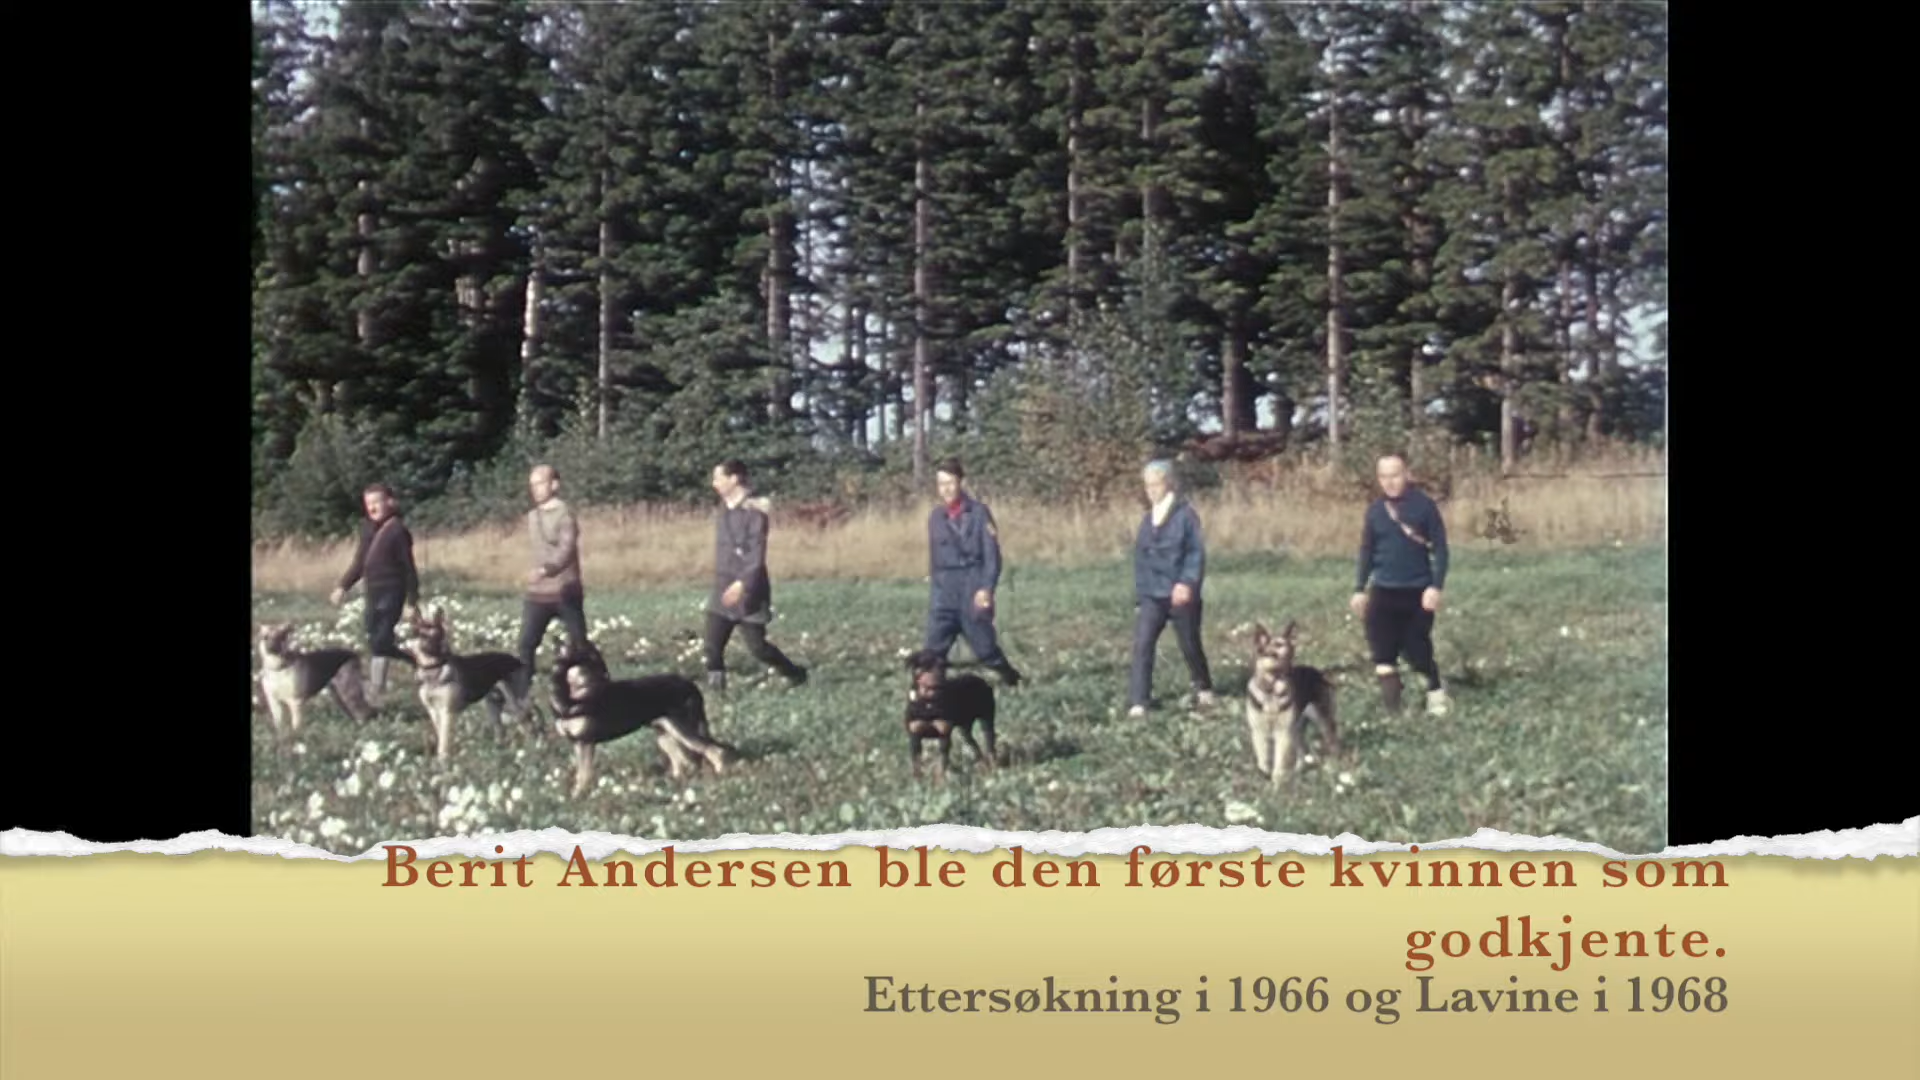 Berit Andersen ble den første kvinnen som
godkjente.
Ettersøkning i 1966 og Lavine i 1968